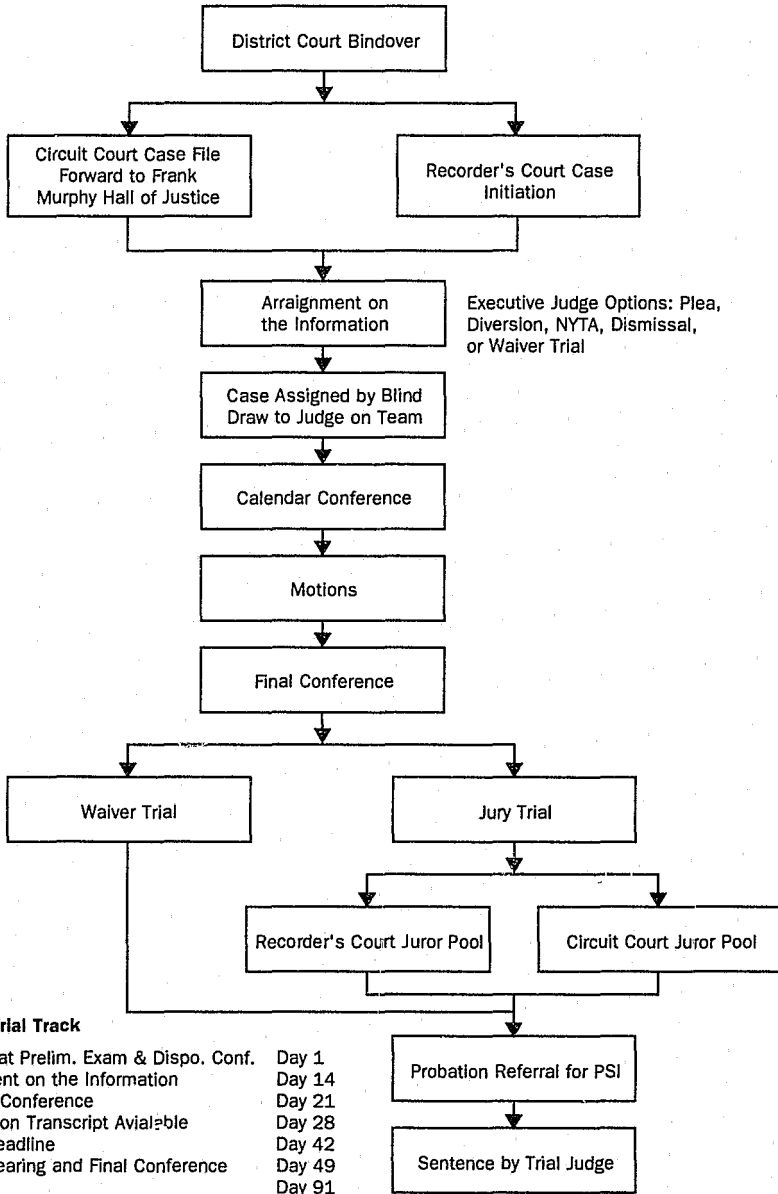 District Court Bindover
Circuit Court Case File
Forward to Frank
Murphy Hall of Justice
Recorder's Court Case
Initiation
Arraignment on
the Information
Executive Judge Options: Plea,
Diversion, NYTA, Dismissal,
or Waiver Trial
Case Assigned by Blind
Draw to Judge on Team
Calendar Conference
Motions
Final Conference
Waiver Trial
Jury Trial
Recorder's Court Juror Pool
Circuit Court Juror Pool
Probation Referral for PSI
Sentence by Trial Judge
rial Track
at Prelim. Exam & Dispo. Conf. Day 1
ent on the Information Day 14
Conference Day 21
on Transcript Day 28
eadline Day 42
earing and Final Conference Day 49
Day 91